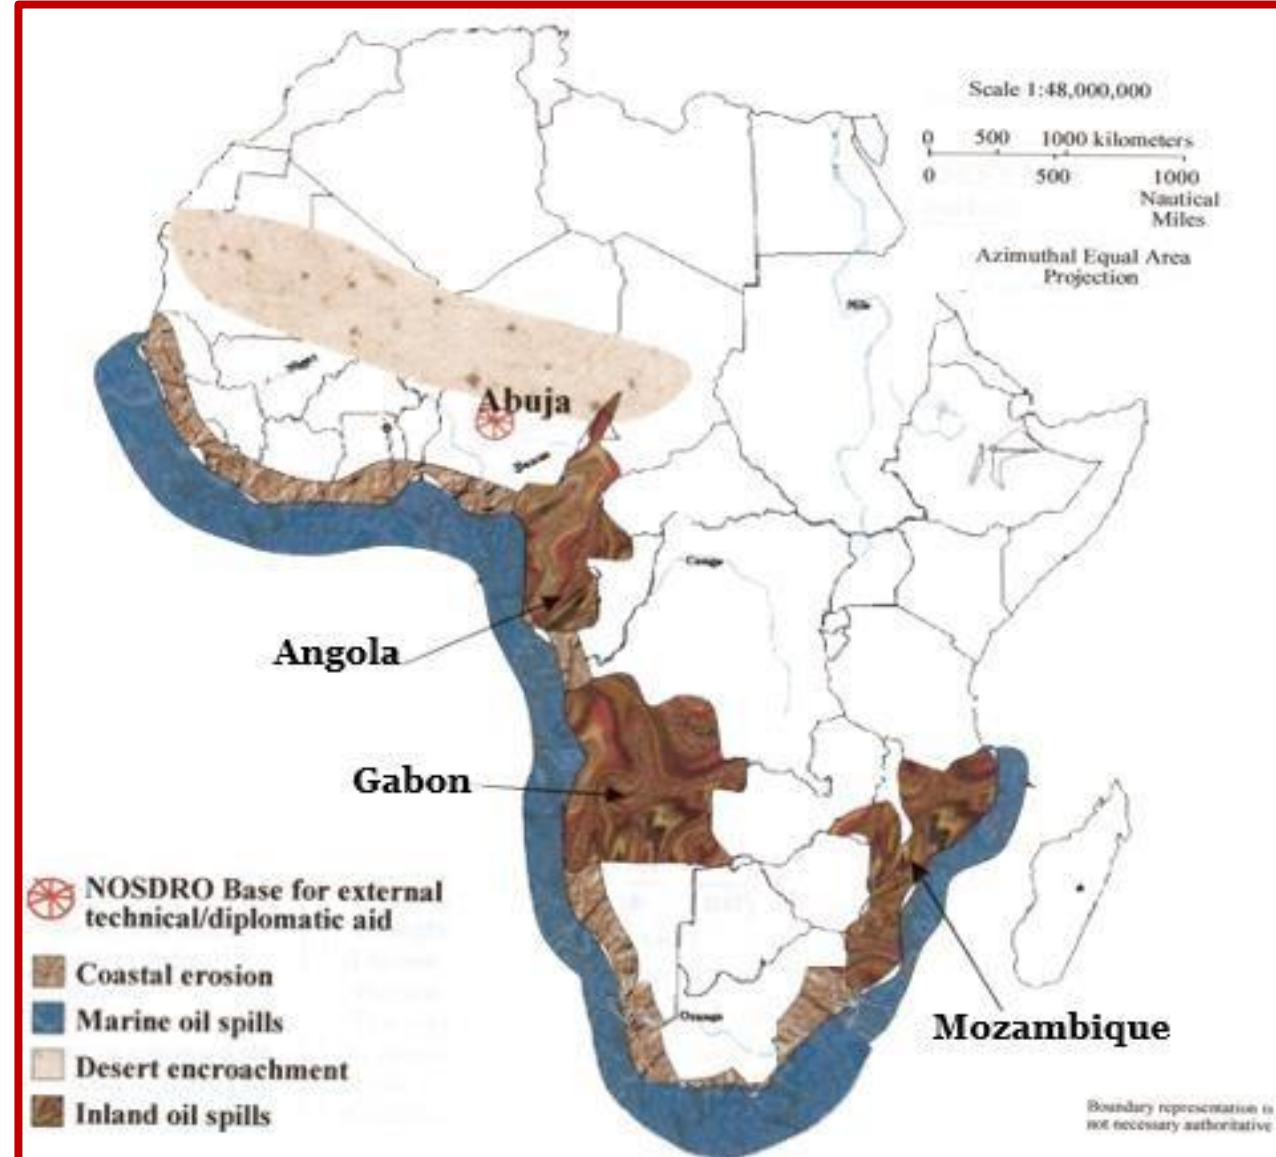 Scale 1:48,000,000
0 500 1000 kilometers
0 500 1000
Nautical
Miles
Azimuthal Equal Area
Projection
Nile
Niger
Abuja
Benue
Congo
Angola
Gabon
Orange
Mozambique
NOSDRO Base for external
technical/diplomatic aid
Coastal erosion
Marine oil spills
Desert encroachment
Inland oil spills
Boundary representation is
not necessary authoritative